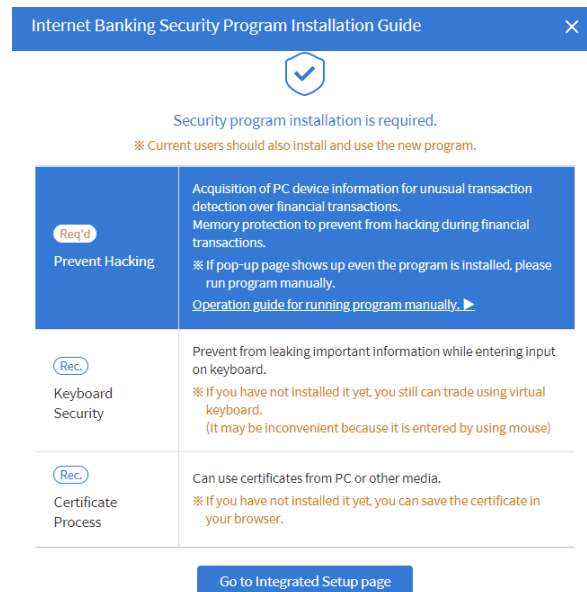 Internet Banking Security Program Installation Guide
Security program installation is required.
※ Current users should also install and use the new program.
Req'd
Prevent Hacking
Acquisition of PC device information for unusual transaction
detection over financial transactions.
Memory protection to prevent from hacking during financial
transactions.
※ If pop-up page shows up even the program is installed, please
run program manually.
Operation guide for running program manually. ▶
Rec.
Keyboard
Security
Prevent from leaking important information while entering input
on keyboard.
※ If you have not installed it yet, you still can trade using virtual
keyboard.
(It may be inconvenient because it is entered by using mouse)
Rec.
Certificate
Process
Can use certificates from PC or other media.
※ If you have not installed it yet, you can save the certificate in
your browser.
Go to Integrated Setup page